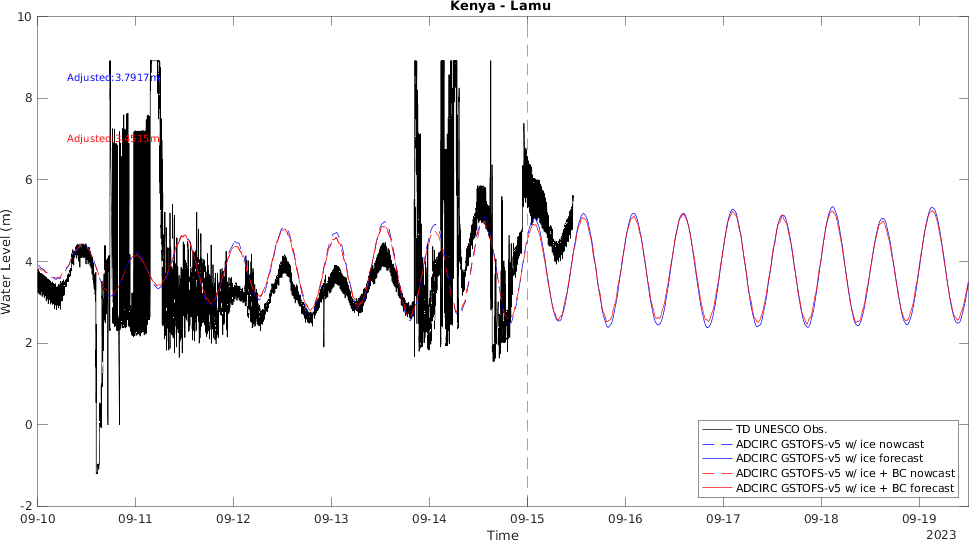 Kenya - Lamu
10
8
6
4
2
0
-2
Water Level (m)
Adjusted:3.7917m
Adjusted:
09-10
09-11
09-12
09-13
09-14
09-15
09-16
09-17
09-18
09-19
Time
2023
TD UNESCO Obs.
ADCIRC GSTOFS-v5 w/ ice nowcast
ADCIRC GSTOFS-v5 w/ ice forecast
ADCIRC GSTOFS-v5 w/ ice + BC nowcast
ADCIRC GSTOFS-v5 w/ ice + BC forecast